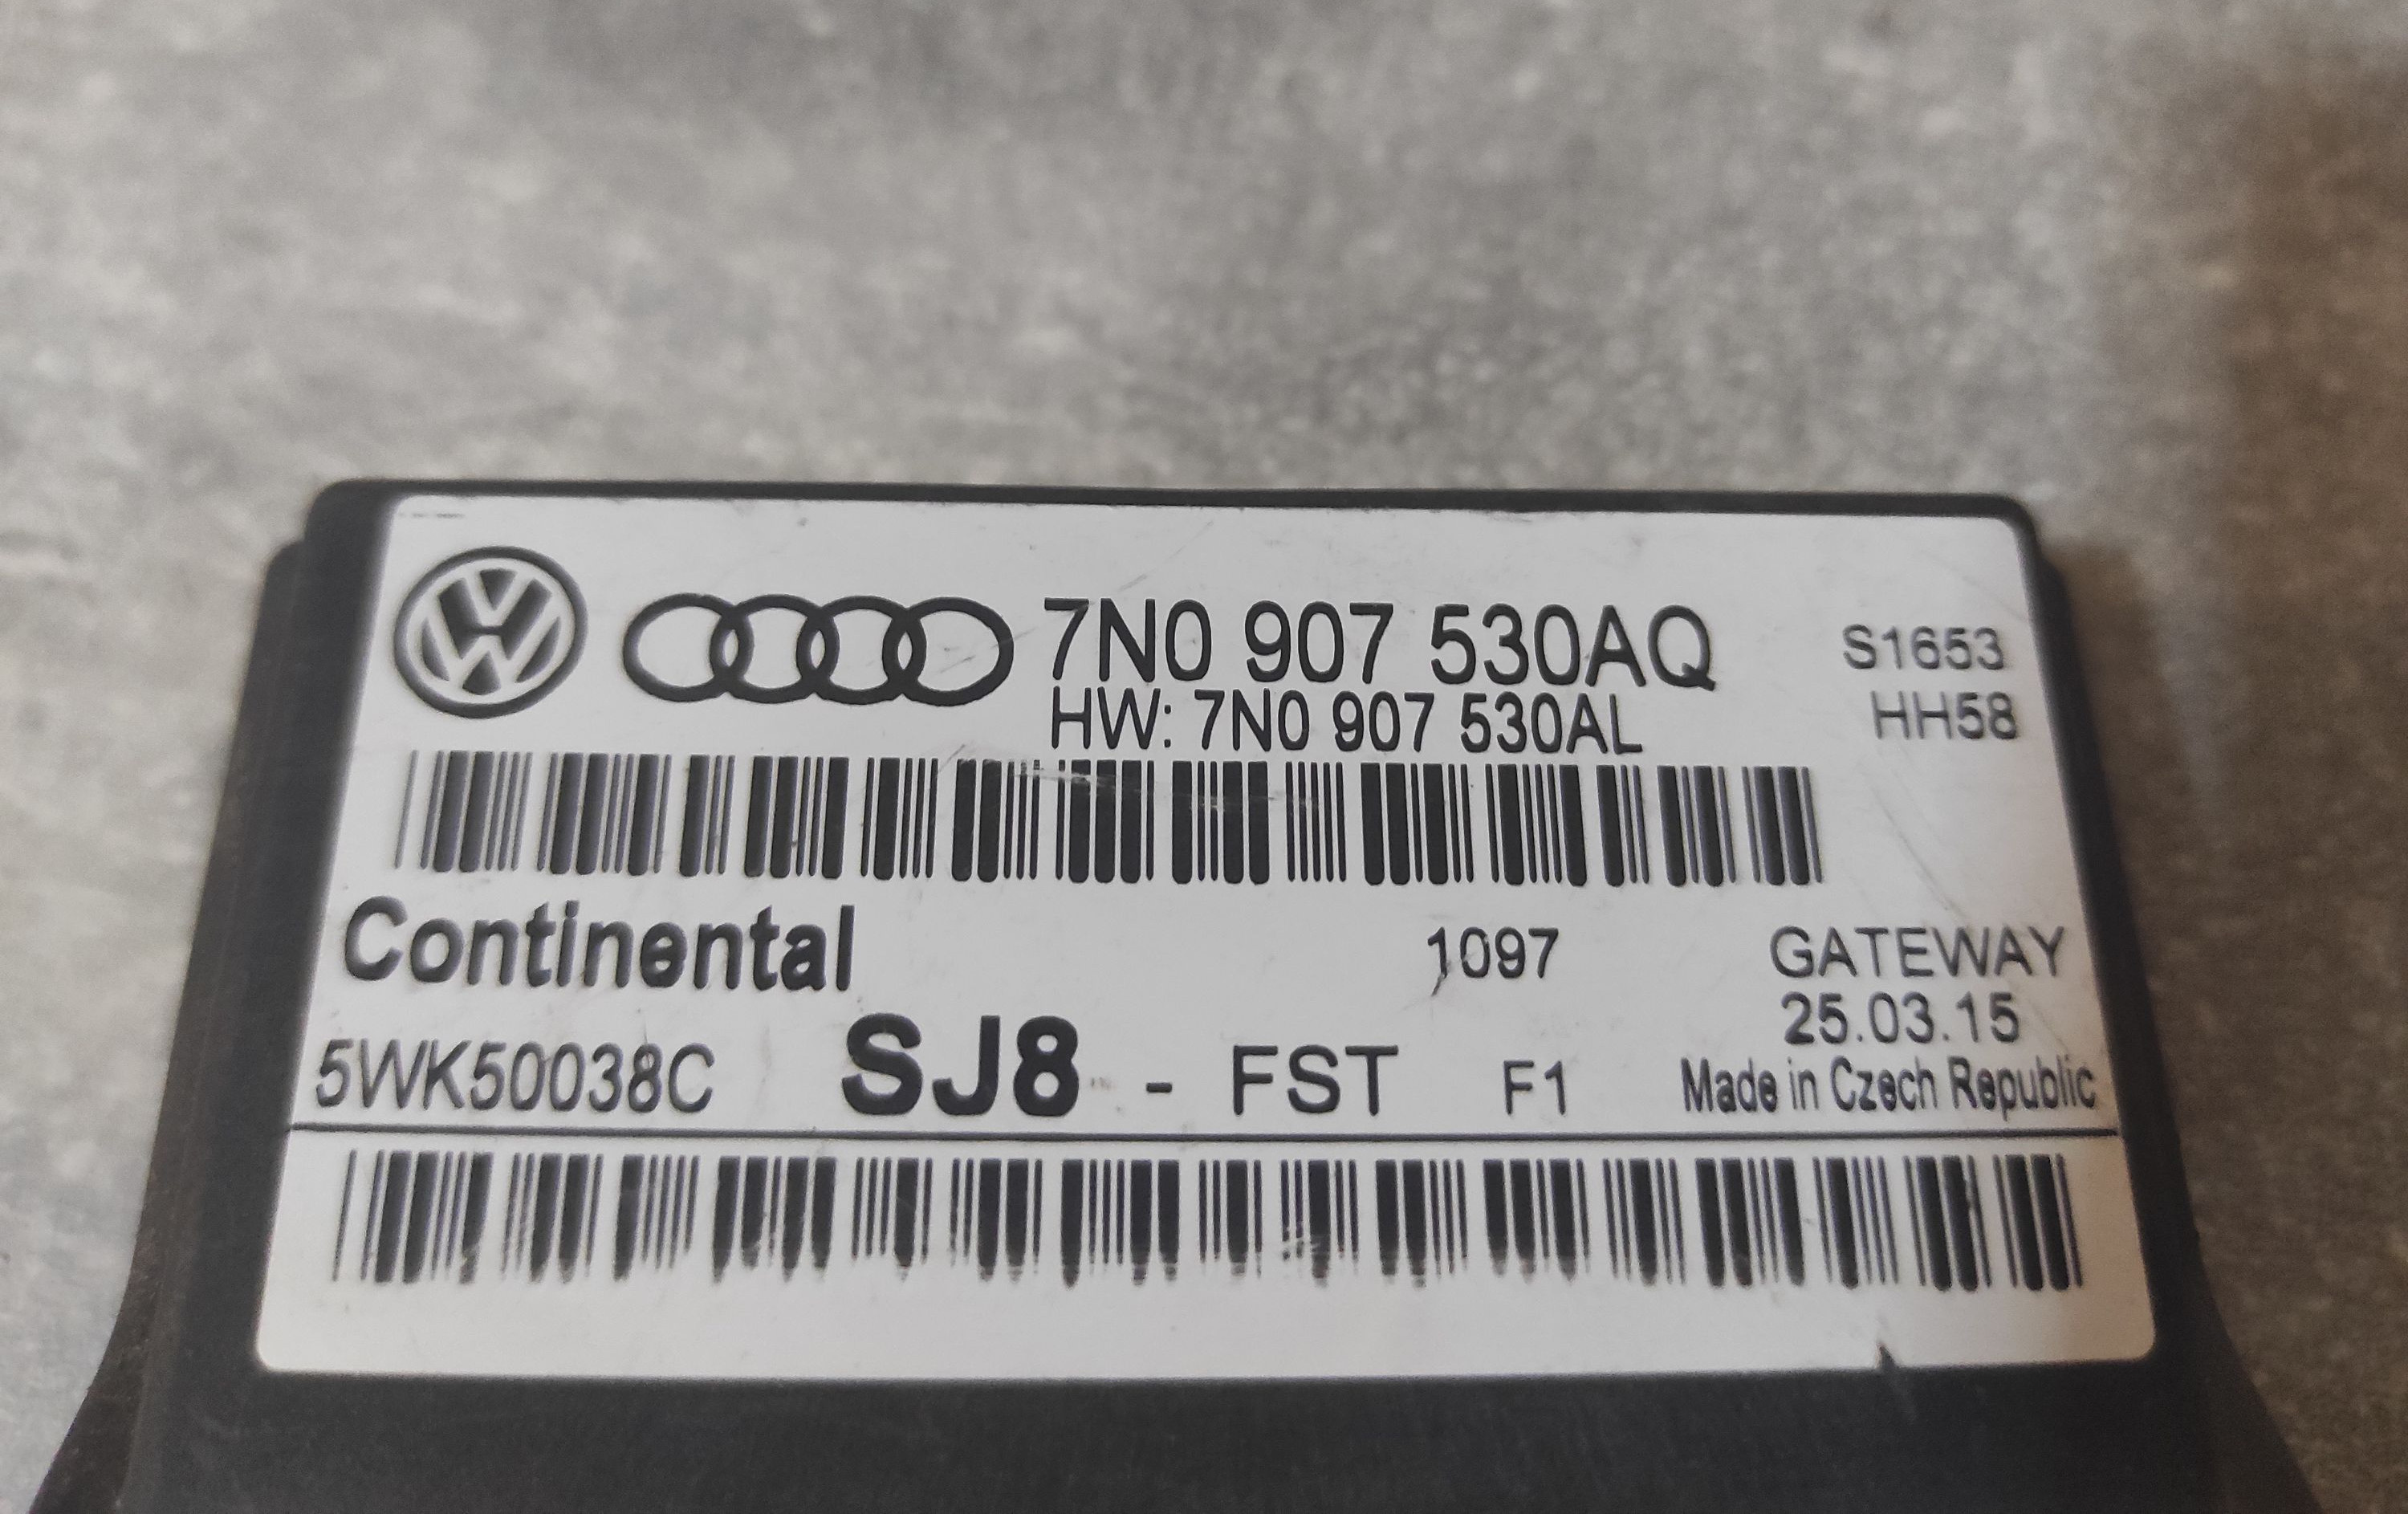 7N0 907 530AQ S1653
HW: 7N0 907 530AL HH58
Continental 1097 GATEWAY
25.03.15
5WK50038C SJ8 - FST F1 Made in Czech Republic